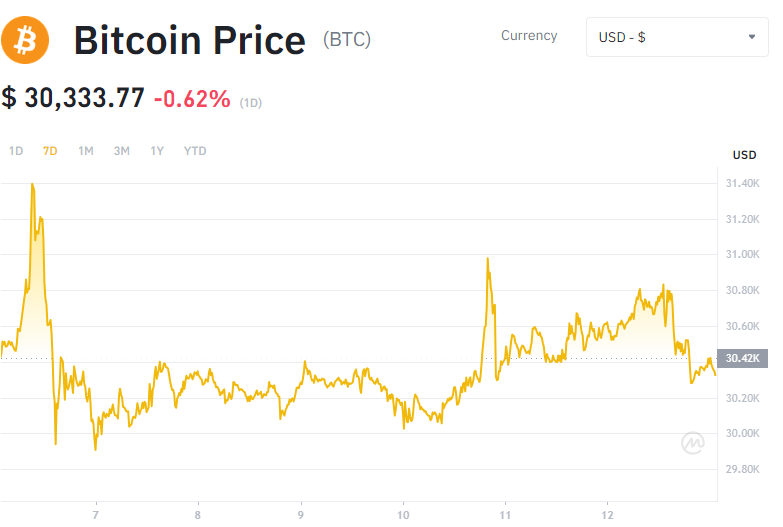 Bitcoin Price (BTC)
Currency
USD - $
$ 30,333.77 -0.62% (1D)
1D 7D 1M 3M 1Y YTD
USD
31.40K
31.20K
31.00K
30.80K
30.60K
30.42K
30.20K
30.00K
29.80K
7 8 9 10 11 12